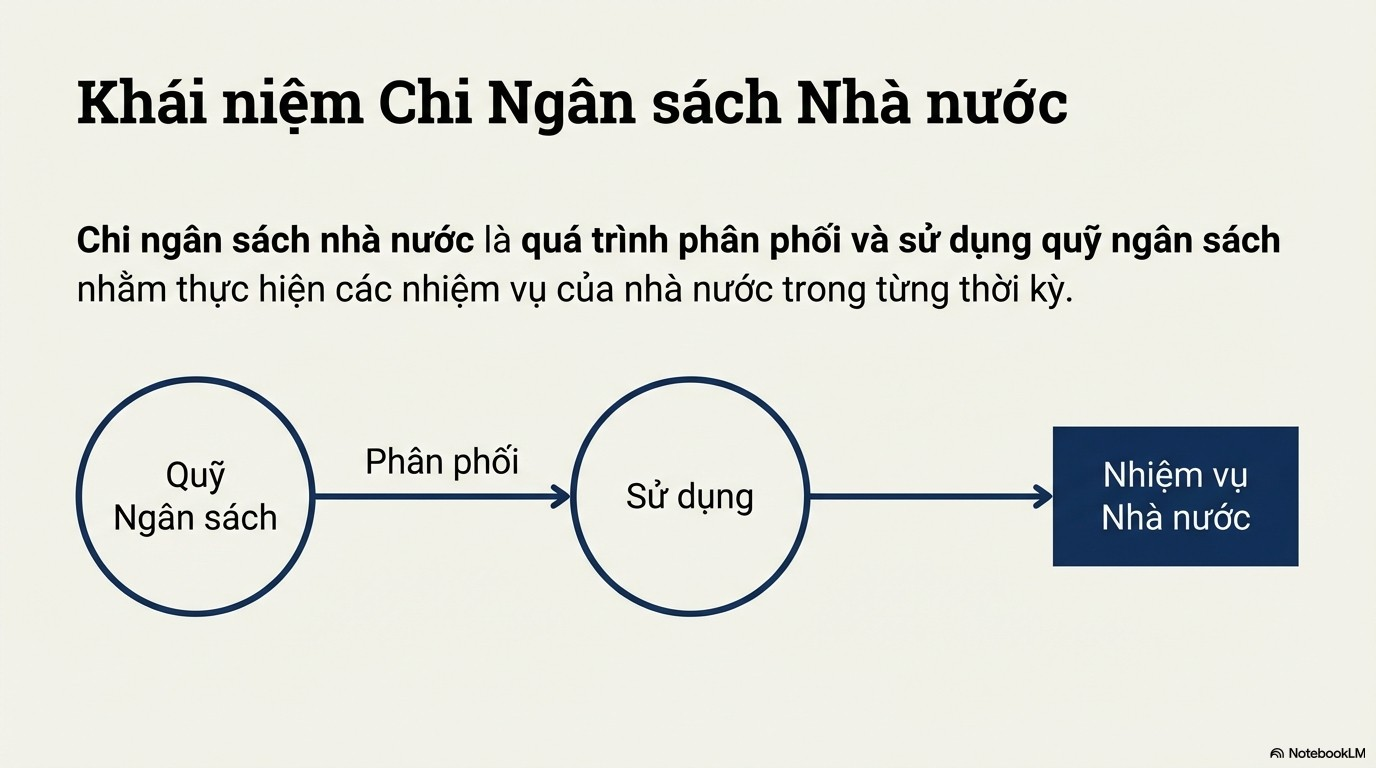 Khái niệm Chi Ngân sách Nhà nước
Chi ngân sách nhà nước là quá trình phân phối và sử dụng quỹ ngân sách
nhằm thực hiện các nhiệm vụ của nhà nước trong từng thời kỳ.
Quỹ
Ngân sách
Phân phối
Sử dụng
Nhiệm vụ
Nhà nước
NotebookLM